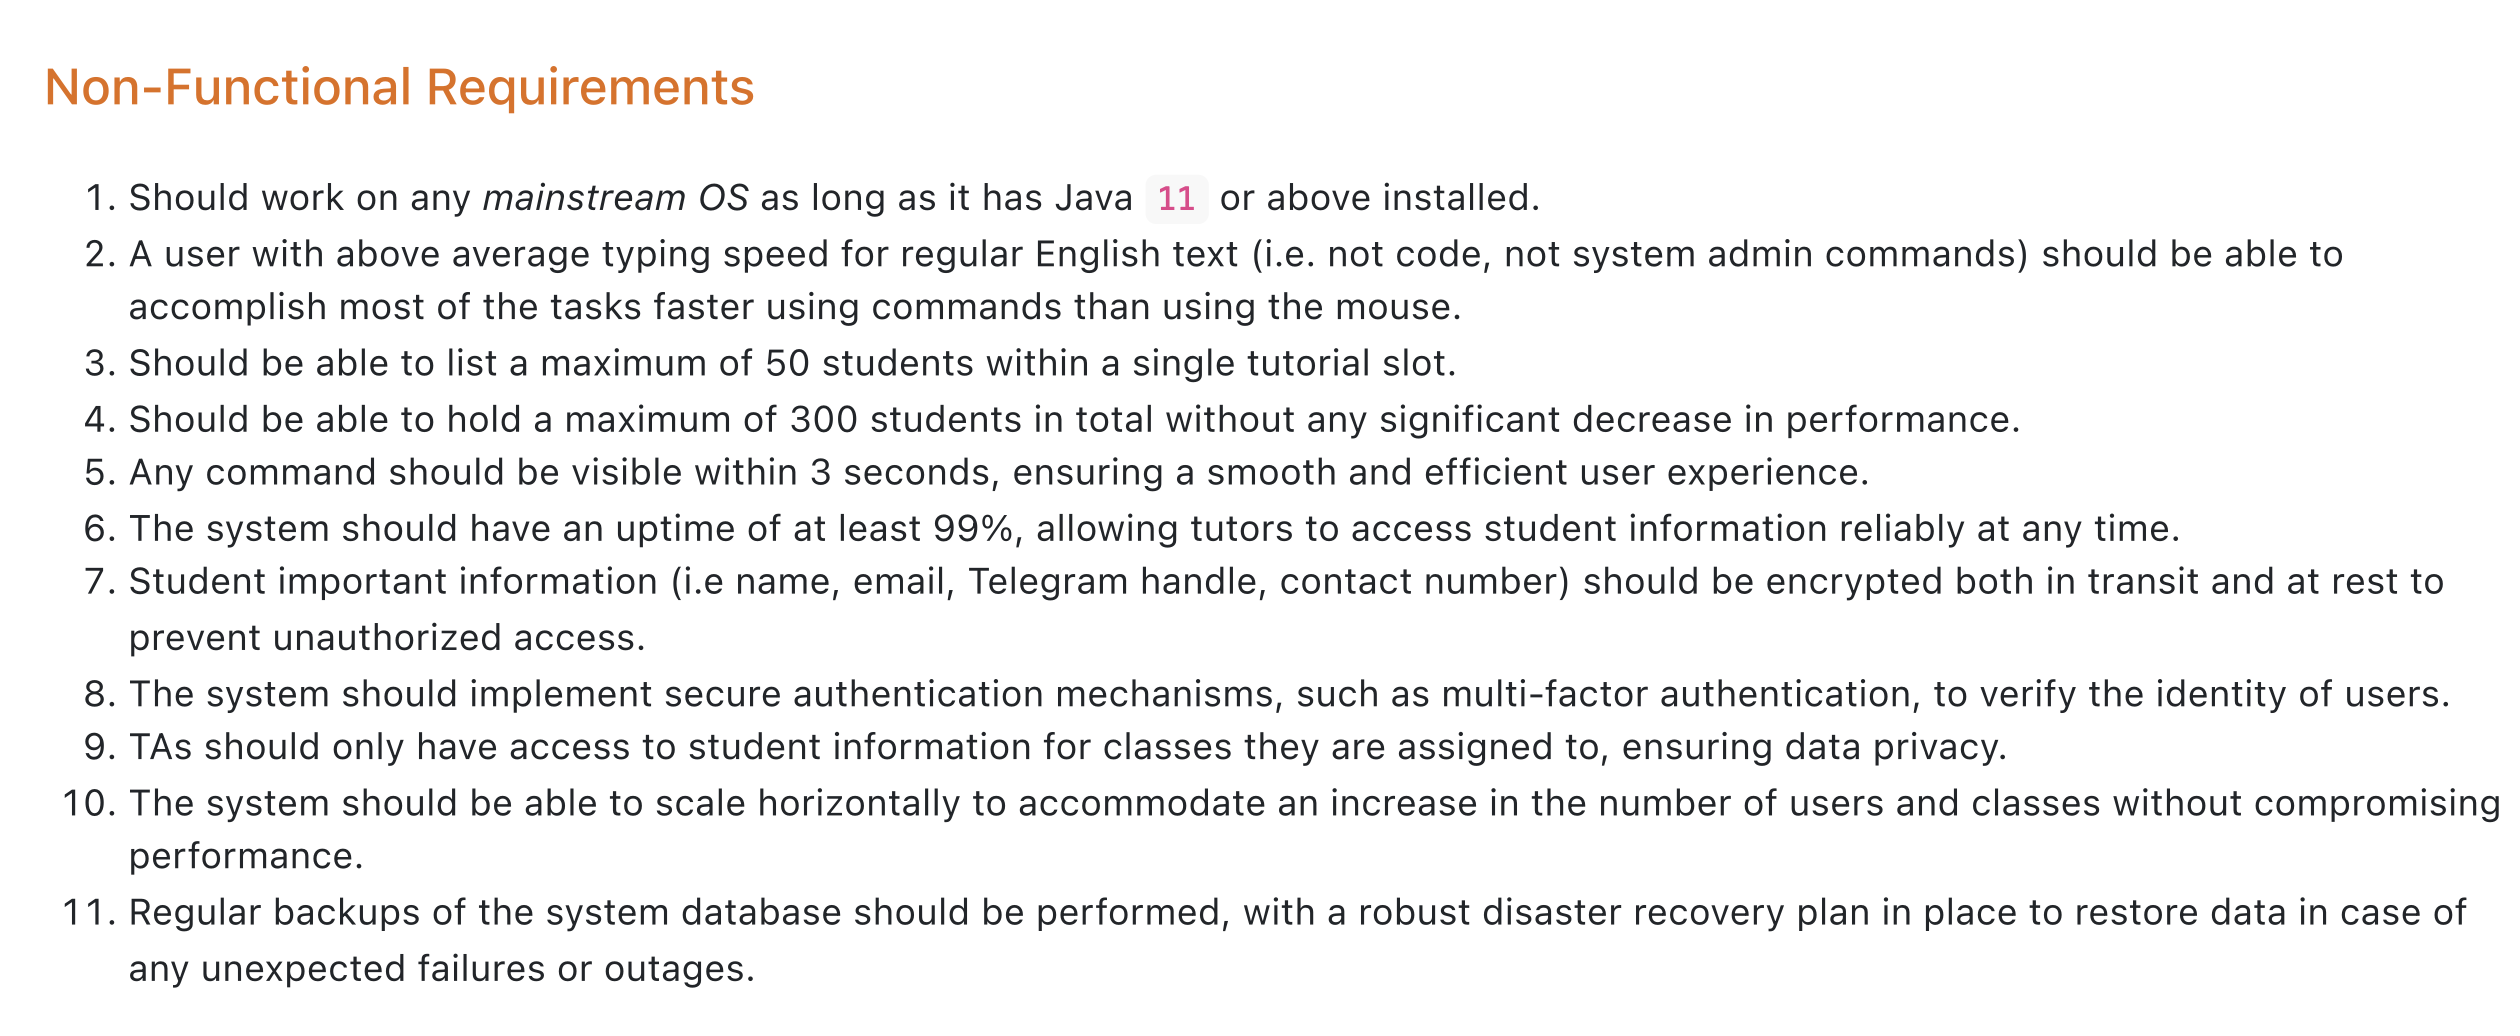 Non-Functional Requirements
1. Should work on any mainstream OS as long as it has Java 11 or above installed.
2. A user with above average typing speed for regular English text (i.e. not code, not system admin commands) should be able to
accomplish most of the tasks faster using commands than using the mouse.
3. Should be able to list a maximum of 50 students within a single tutorial slot.
4. Should be able to hold a maximum of 300 students in total without any significant decrease in performance.
5. Any command should be visible within 3 seconds, ensuring a smooth and efficient user experience.
6. The system should have an uptime of at least 99%, allowing tutors to access student information reliably at any time.
7. Student important information (i.e name, email, Telegram handle, contact number) should be encrypted both in transit and at rest to
prevent unauthorized access.
8. The system should implement secure authentication mechanisms, such as multi-factor authentication, to verify the identity of users.
9. TAs should only have access to student information for classes they are assigned to, ensuring data privacy.
10. The system should be able to scale horizontally to accommodate an increase in the number of users and classes without compromising
performance.
11. Regular backups of the system database should be performed, with a robust disaster recovery plan in place to restore data in case of
any unexpected failures or outages.